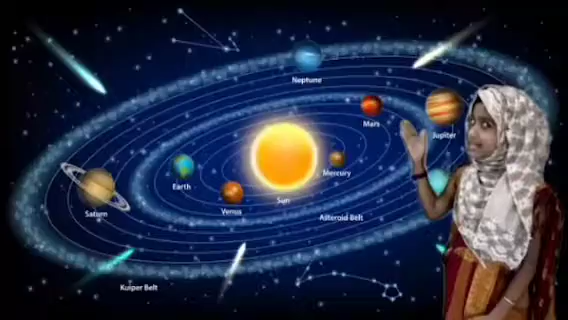 Neptune
Mars
Jupiter
Mercury
Earth
Venus
Sun
Saturn
Asteroid Belt
Kuiper Belt